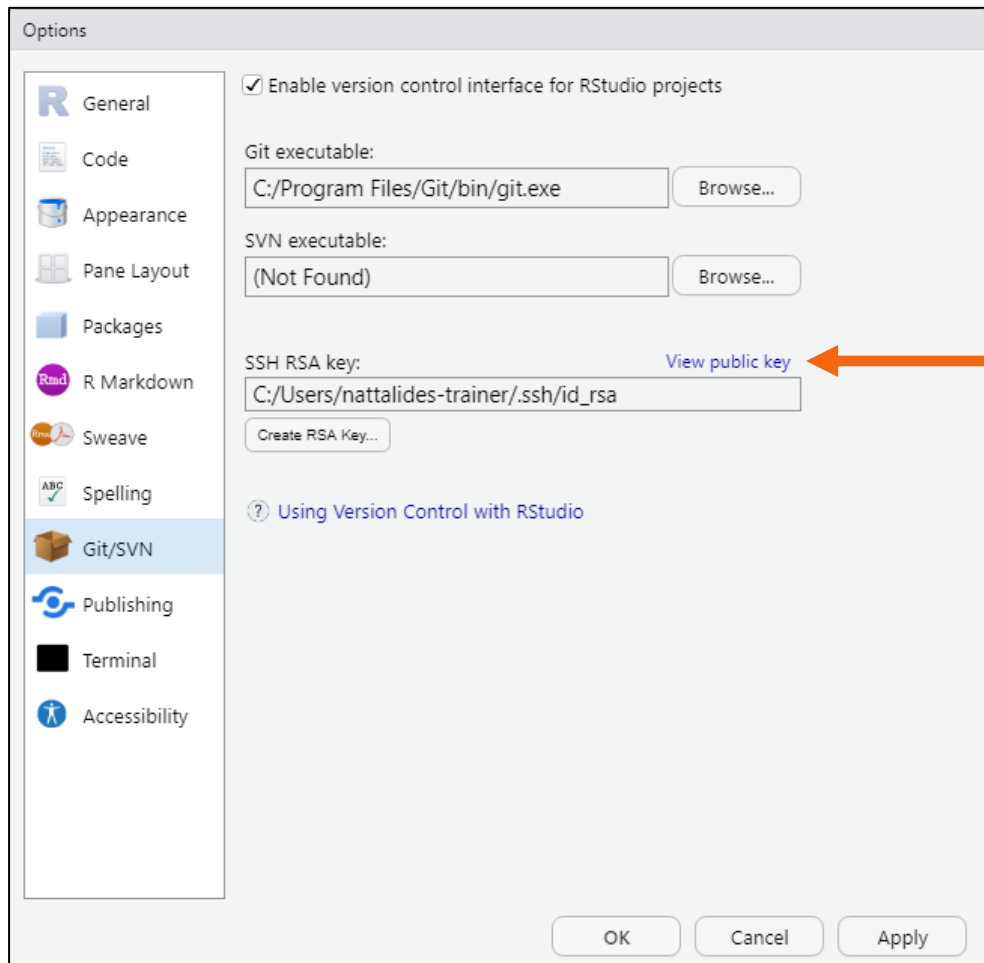 Options
General
Code
Appearance
Pane Layout
Packages
Rmd R Markdown
Rnw Sweave
ABC Spelling
Git/SVN
Publishing
Terminal
Accessibility
Enable version control interface for RStudio projects
Git executable:
C:/Program Files/Git/bin/git.exe Browse...
SVN executable:
(Not Found) Browse...
SSH RSA key: View public key
C:/Users/nattalides-trainer/.ssh/id_rsa
Create RSA Key...
? Using Version Control with RStudio
OK Cancel Apply